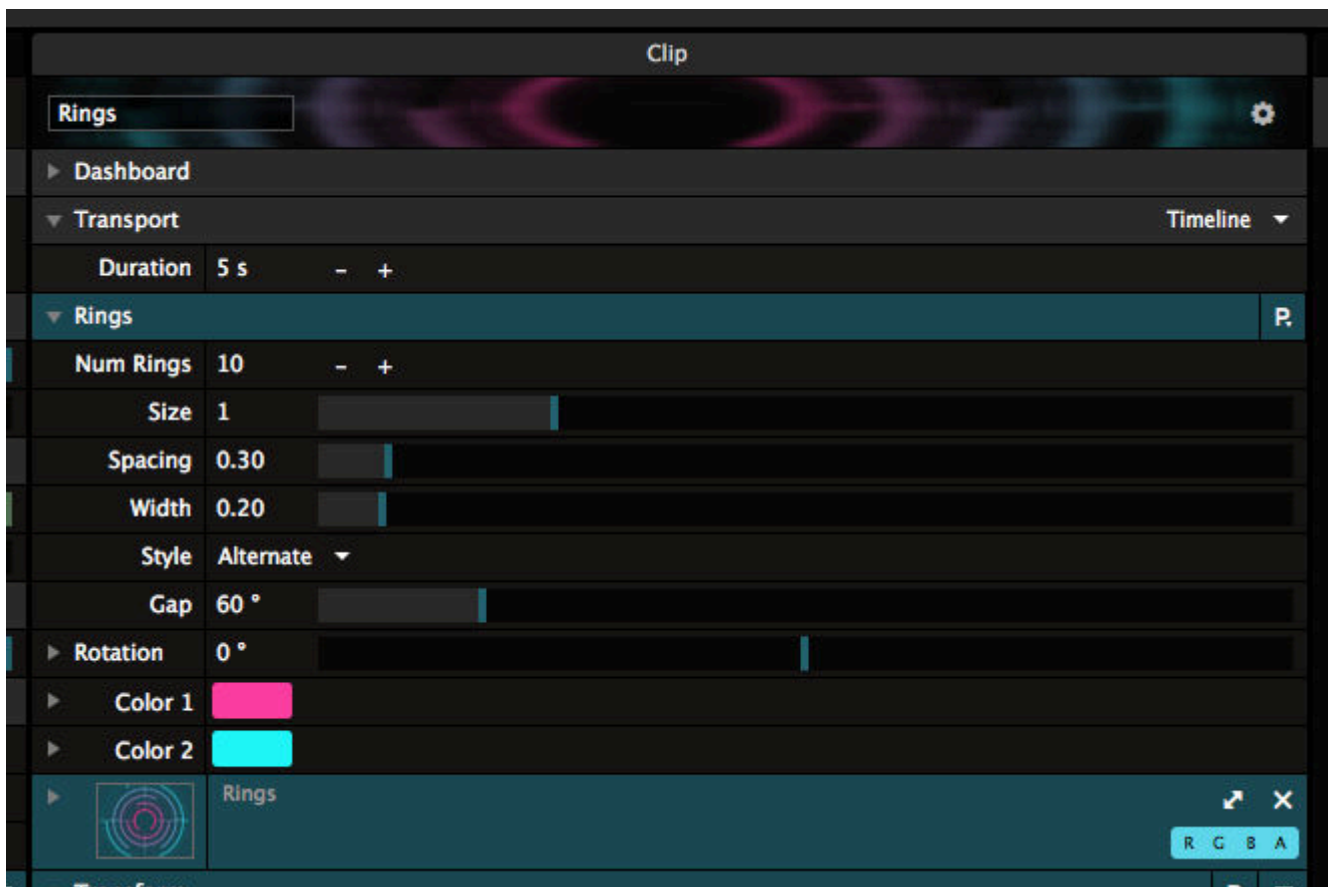 Clip
Rings
Dashboard
Transport Timeline
Duration 5 s - +
Rings P.
Num Rings 10 - +
Size 1
Spacing 0.30
Width 0.20
Style Alternate
Gap 60 °
Rotation 0 °
Color 1
Color 2
Rings
R G B A